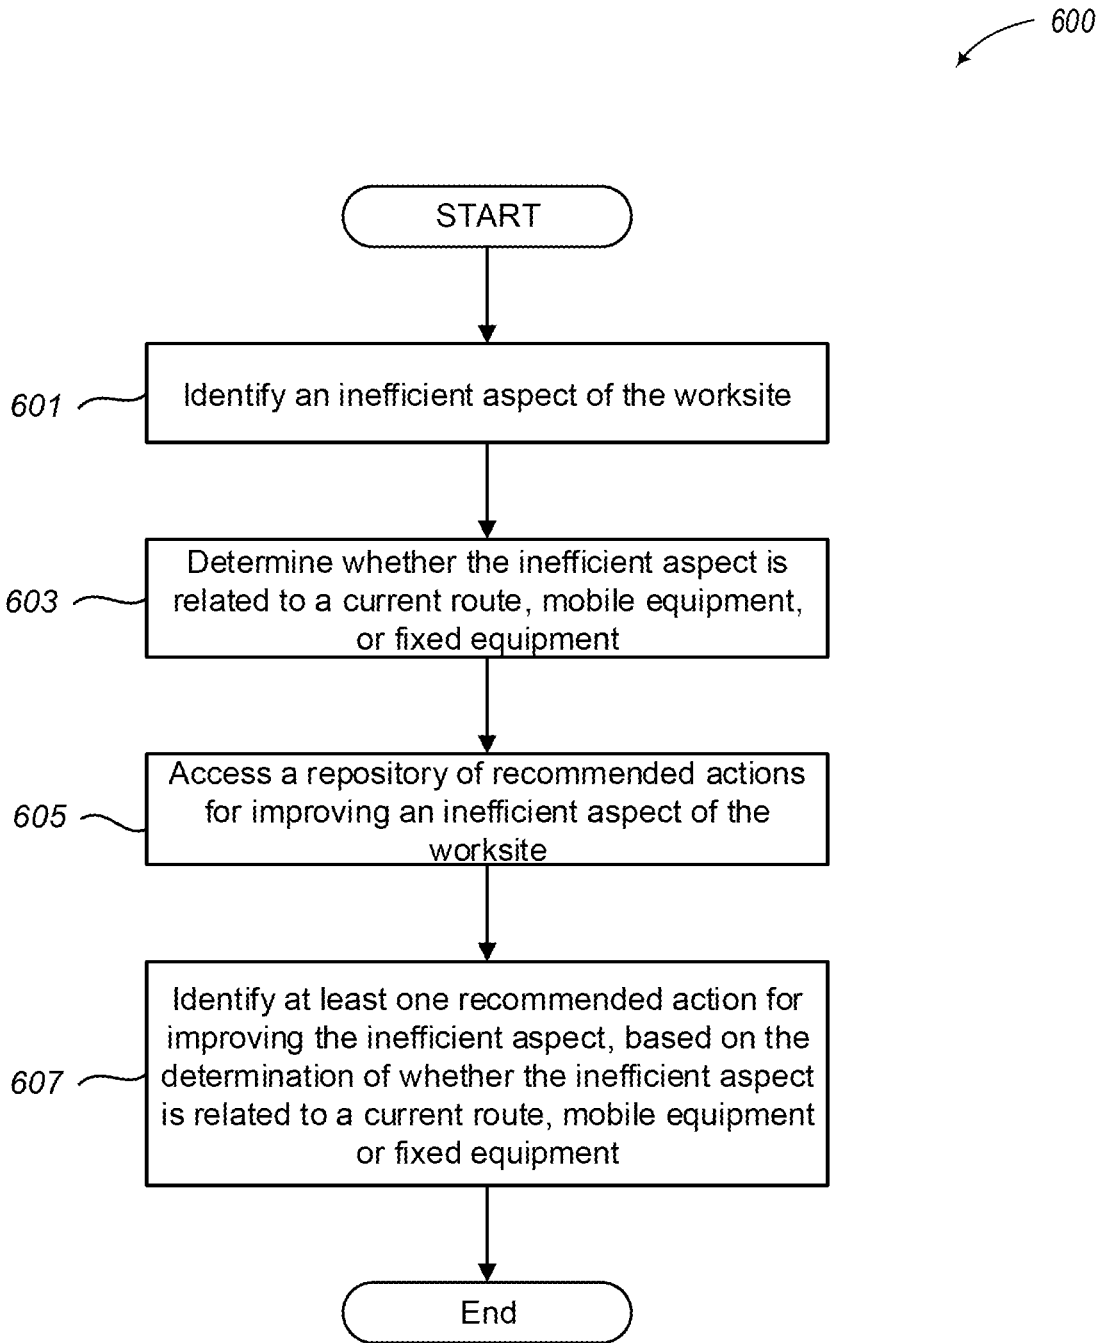 600
START
601
Identify an inefficient aspect of the worksite
603
Determine whether the inefficient aspect is
related to a current route, mobile equipment,
or fixed equipment
605
Access a repository of recommended actions
for improving an inefficient aspect of the
worksite
607
Identify at least one recommended action for
improving the inefficient aspect, based on the
determination of whether the inefficient aspect
is related to a current route, mobile equipment
or fixed equipment
End